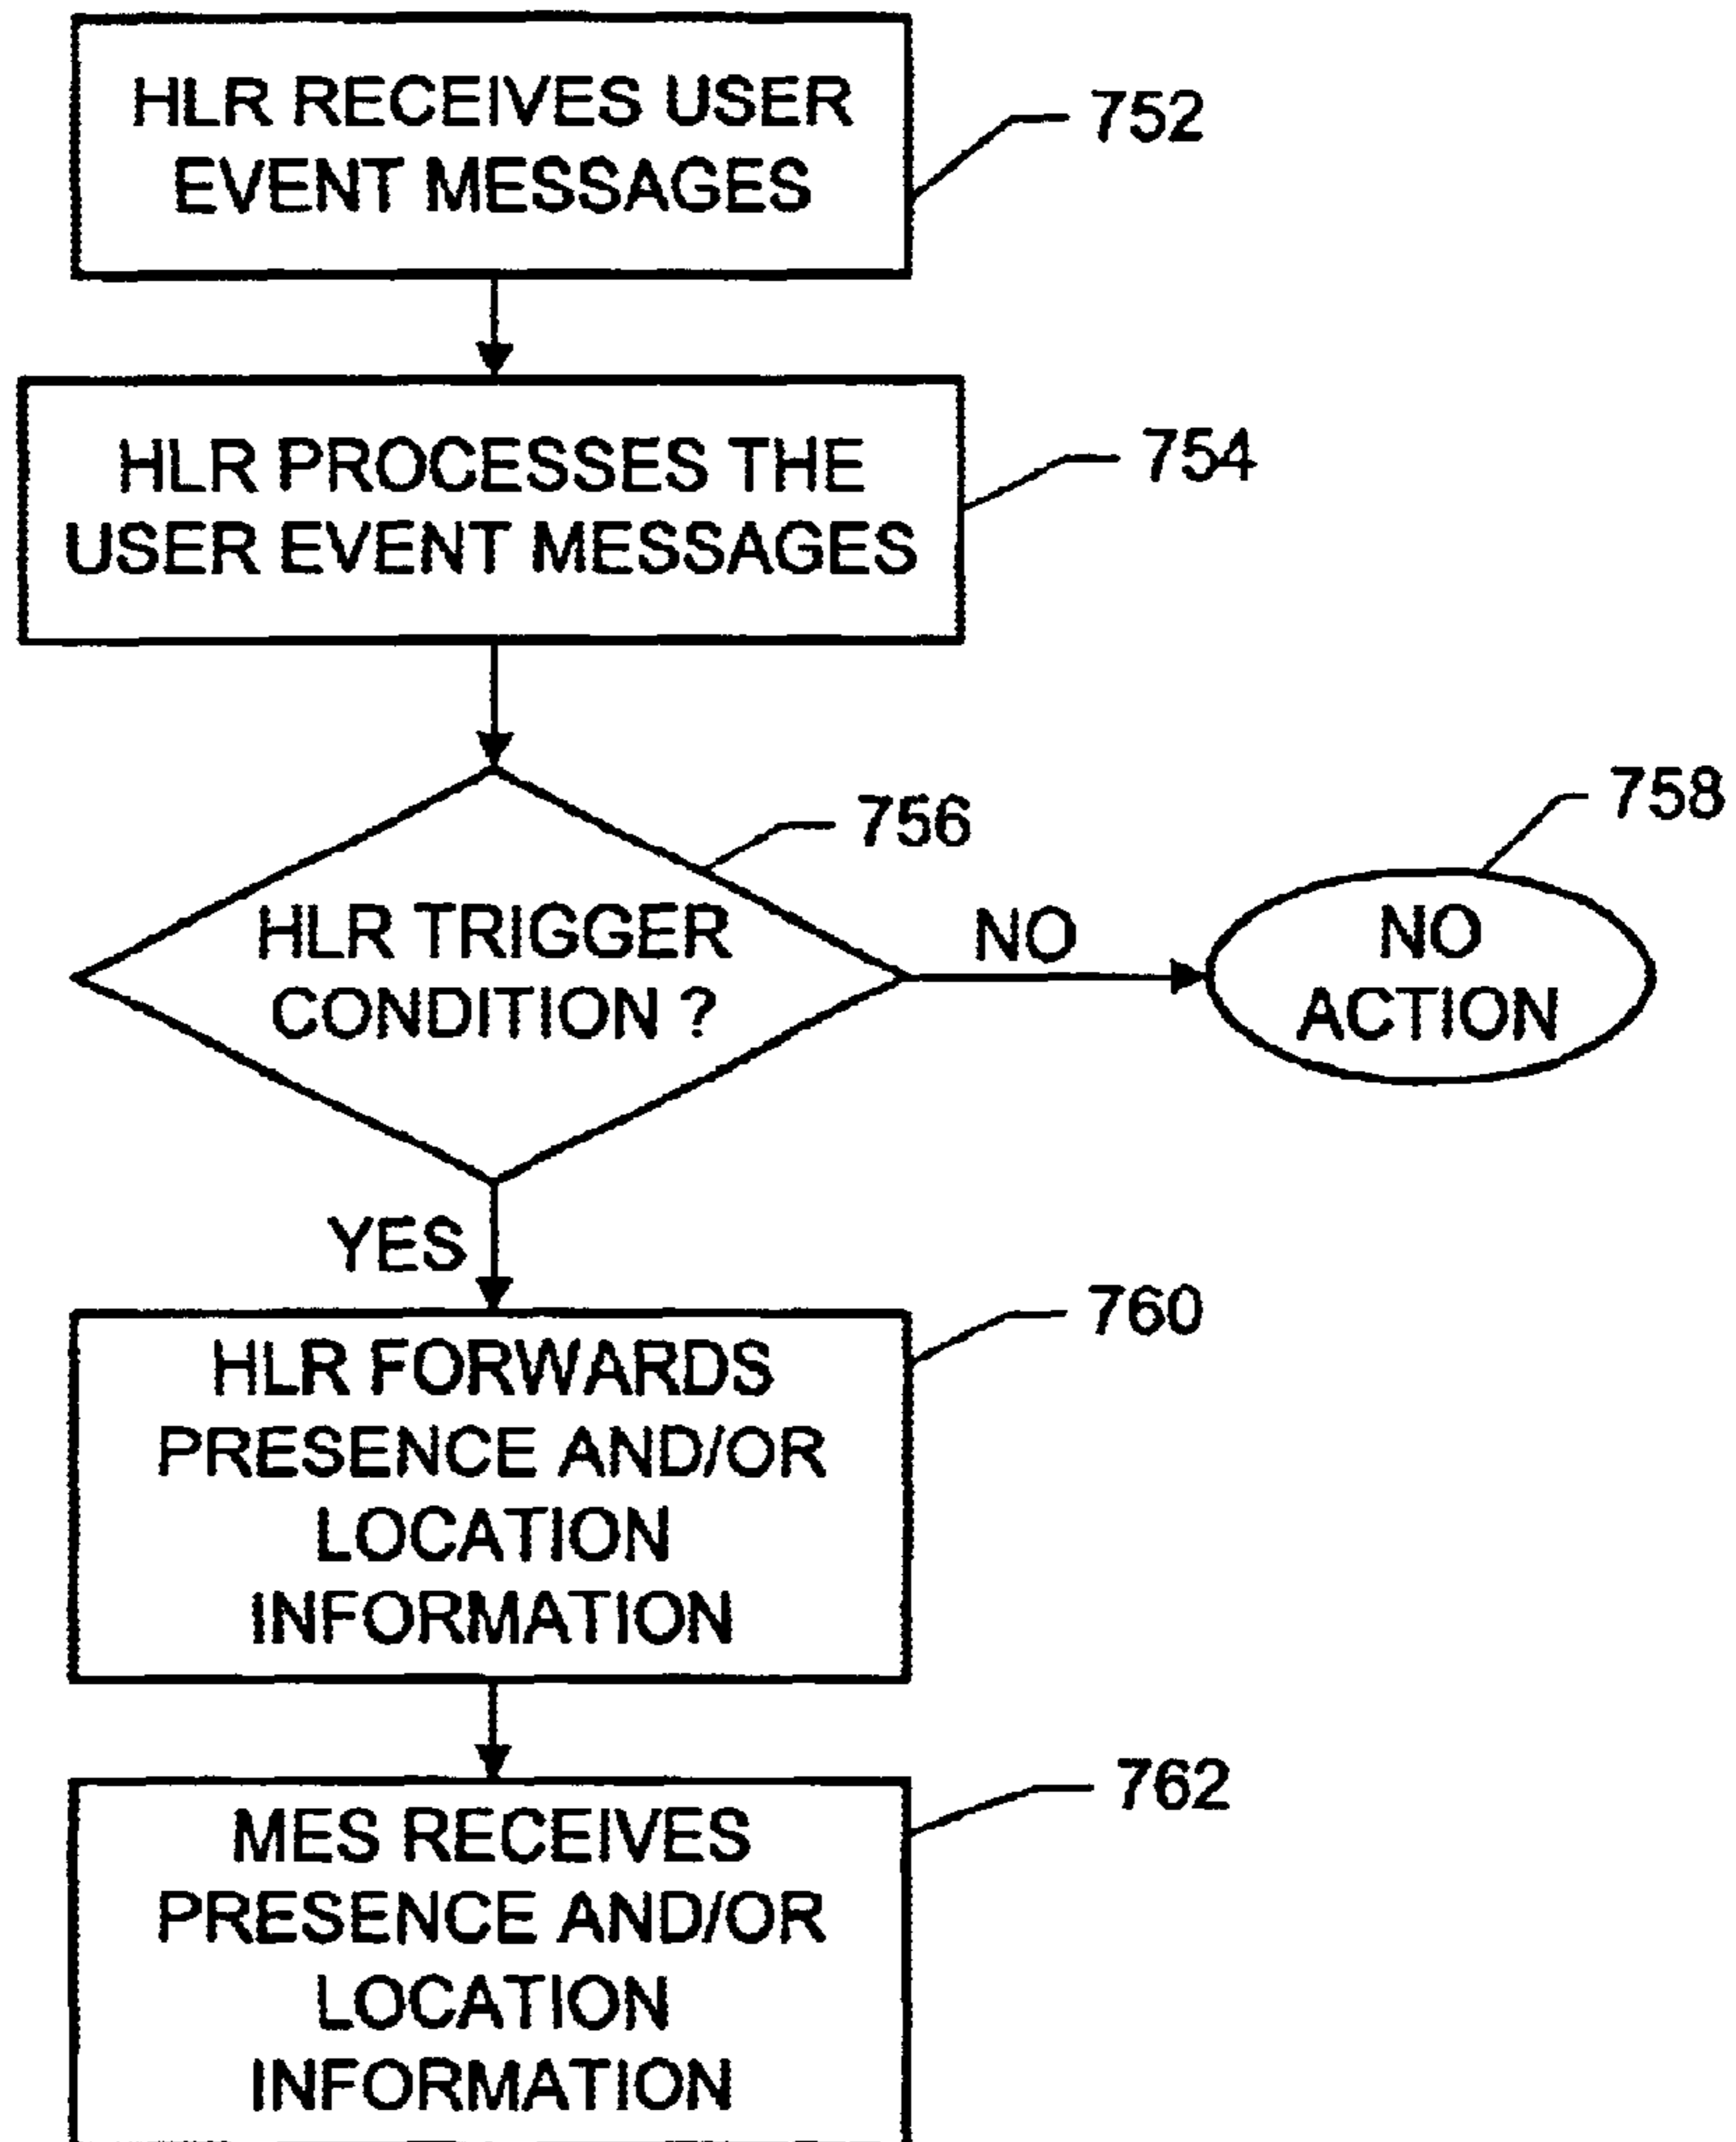 HLR RECEIVES USER
EVENT MESSAGES
752
HLR PROCESSES THE
USER EVENT MESSAGES
754
756
HLR TRIGGER
CONDITION ?
NO
758
NO
ACTION
YES
760
HLR FORWARDS
PRESENCE AND/OR
LOCATION
INFORMATION
762
MES RECEIVES
PRESENCE AND/OR
LOCATION
INFORMATION